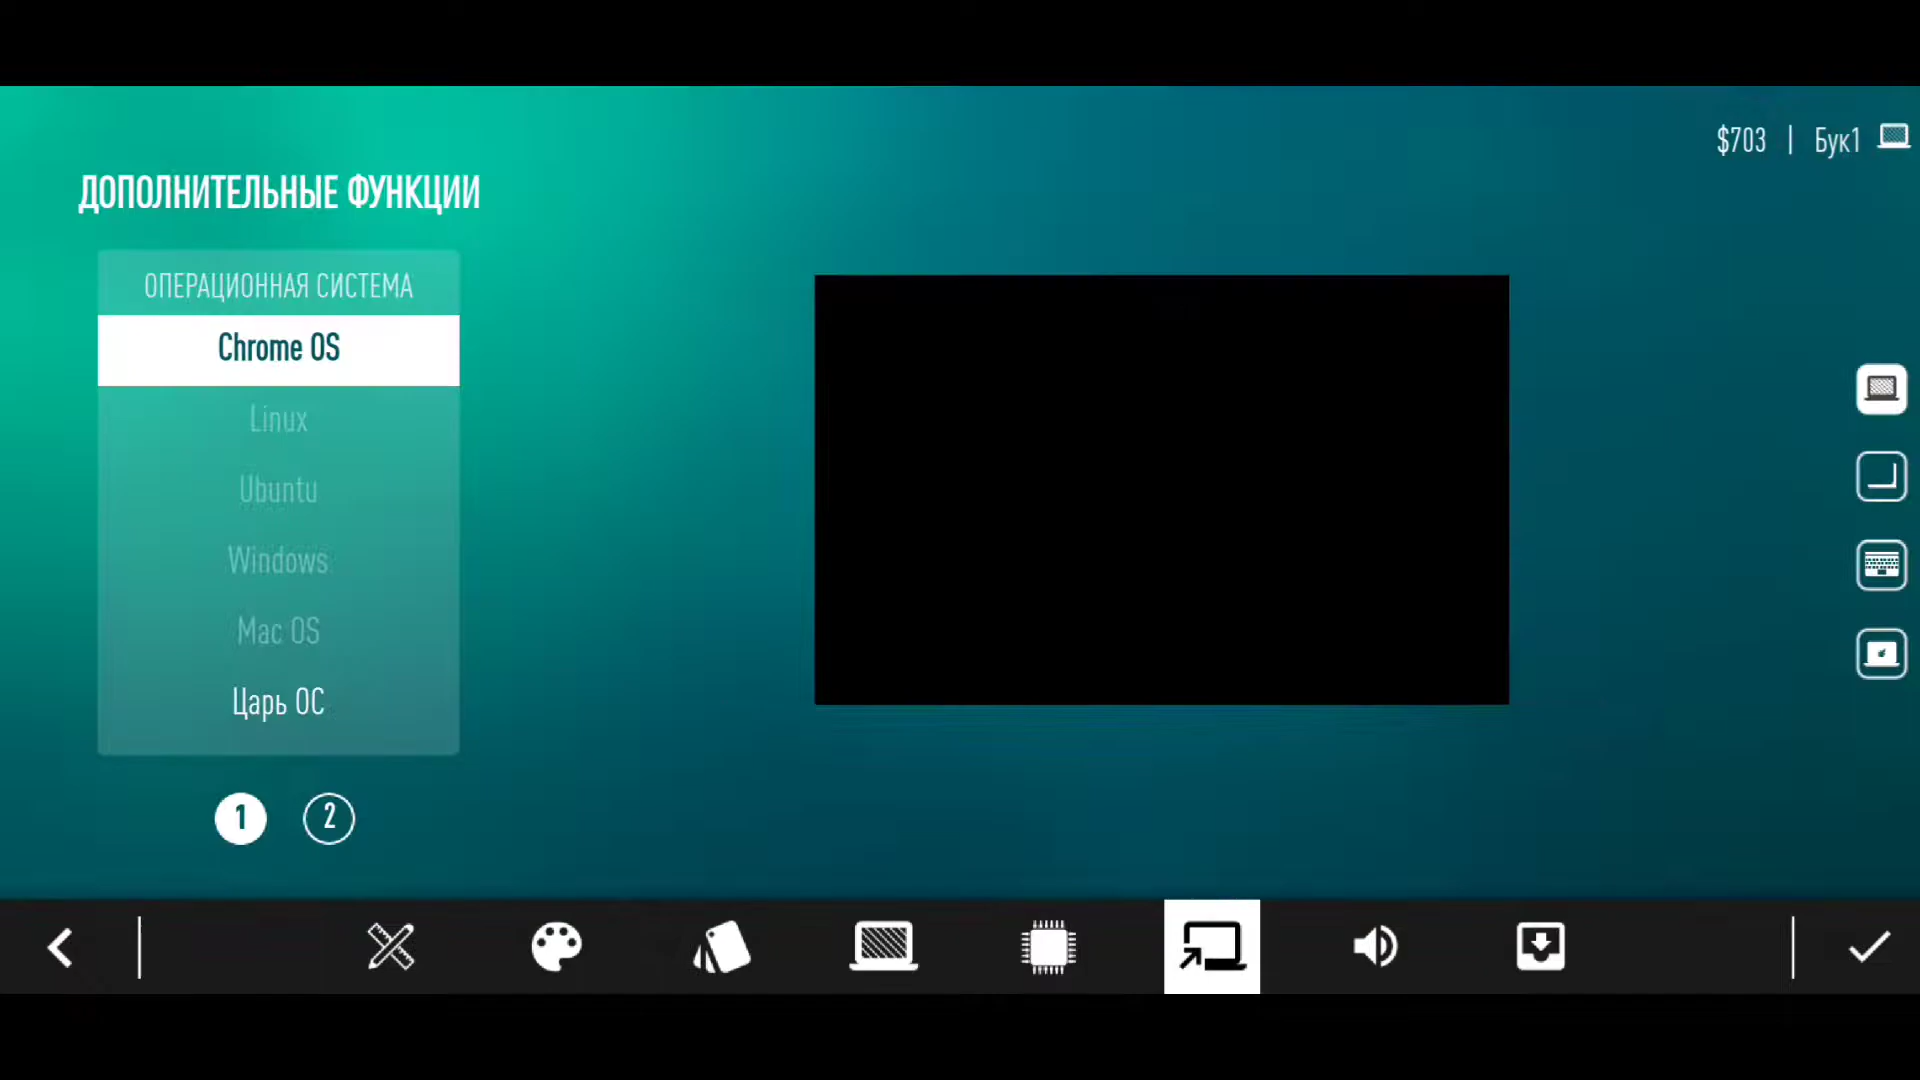 $703 | Бук1
ДОПОЛНИТЕЛЬНЫЕ ФУНКЦИИ
ОПЕРАЦИОННАЯ СИСТЕМА
Chrome OS
Linux
Ubuntu
Windows
Mac OS
Царь ОС
1 2